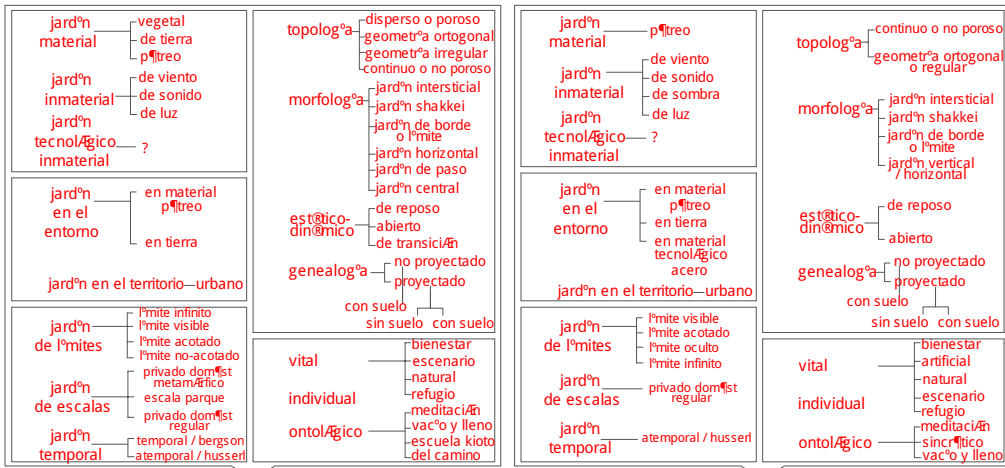 jardºn
material
vegetal
de tierra
p¶treo
jardºn
inmaterial
de viento
de sonido
de luz
jardºn
tecnolÆgico
inmaterial
?
jardºn
en el
entorno
en material
p¶treo
en tierra
jardºn en el territorio—urbano
jardºn
de lºmites
lºmite infinito
lºmite visible
lºmite acotado
lºmite no-acotado
jardºn
de escalas
privado dom¶st
metamÆrfico
escala parque
privado dom¶st
regular
jardºn
temporal
temporal / bergson
atemporal / husserl
topologºa
disperso o poroso
geometrºa ortogonal
geometrºa irregular
continuo o no poroso
morfologºa
jardºn intersticial
jardºn shakkei
jardºn de borde
o lºmite
jardºn horizontal
jardºn de paso
jardºn central
est®tico-
din®mico
de reposo
abierto
de transiciÆn
genealogºa
no proyectado
proyectado
con suelo
sin suelo
con suelo
vital
individual
bienestar
escenario
natural
refugio
ontolÆgico
meditaciÆn
vacºo y lleno
escuela kioto
del camino
jardºn
material
p¶treo
jardºn
inmaterial
de viento
de sonido
de sombra
de luz
jardºn
tecnolÆgico
inmaterial
?
jardºn
en el
entorno
en material
p¶treo
en tierra
en material
tecnolÆgico
acero
jardºn en el territorio—urbano
jardºn
de lºmites
lºmite visible
lºmite acotado
lºmite oculto
lºmite infinito
jardºn
de escalas
privado dom¶st
regular
jardºn
temporal
atemporal / husserl
topologºa
continuo o no poroso
geometrºa ortogonal
o regular
morfologºa
jardºn intersticial
jardºn shakkei
jardºn de borde
o lºmite
jardºn vertical
/ horizontal
est®tico-
din®mico
de reposo
abierto
genealogºa
no proyectado
proyectado
con suelo
sin suelo
con suelo
vital
individual
bienestar
artificial
natural
escenario
refugio
ontolÆgico
meditaciÆn
sincr¶tico
vacºo y lleno